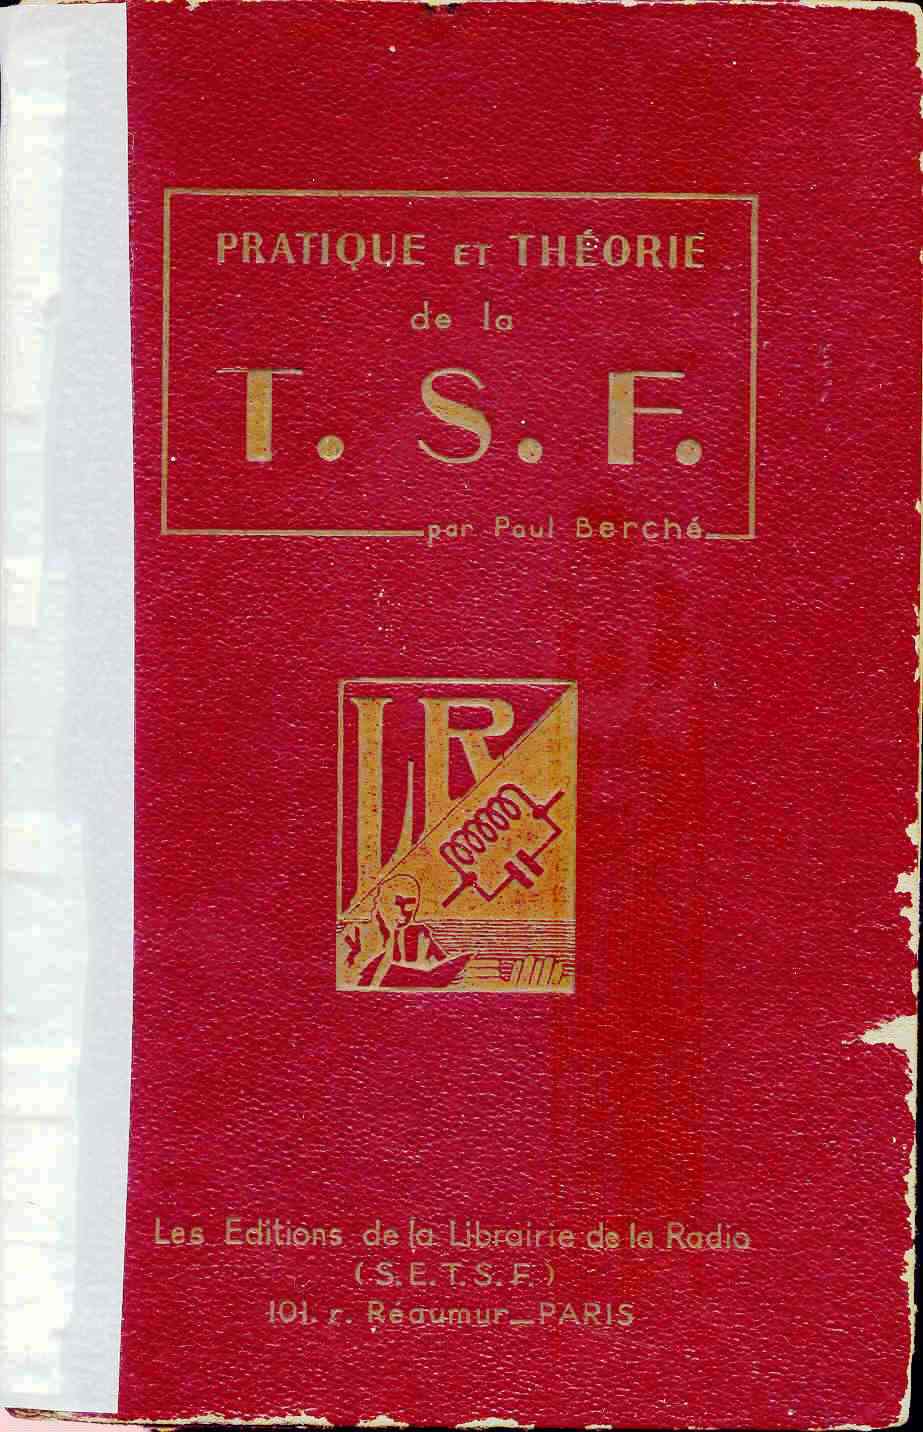 PRATIQUE ET THÉORIE
de la
T. S. F.
par Paul Berché
LR
Les Editions de la Librairie de la Radio
( S.E.T.S.F. )
101. r. Réaumur_PARIS